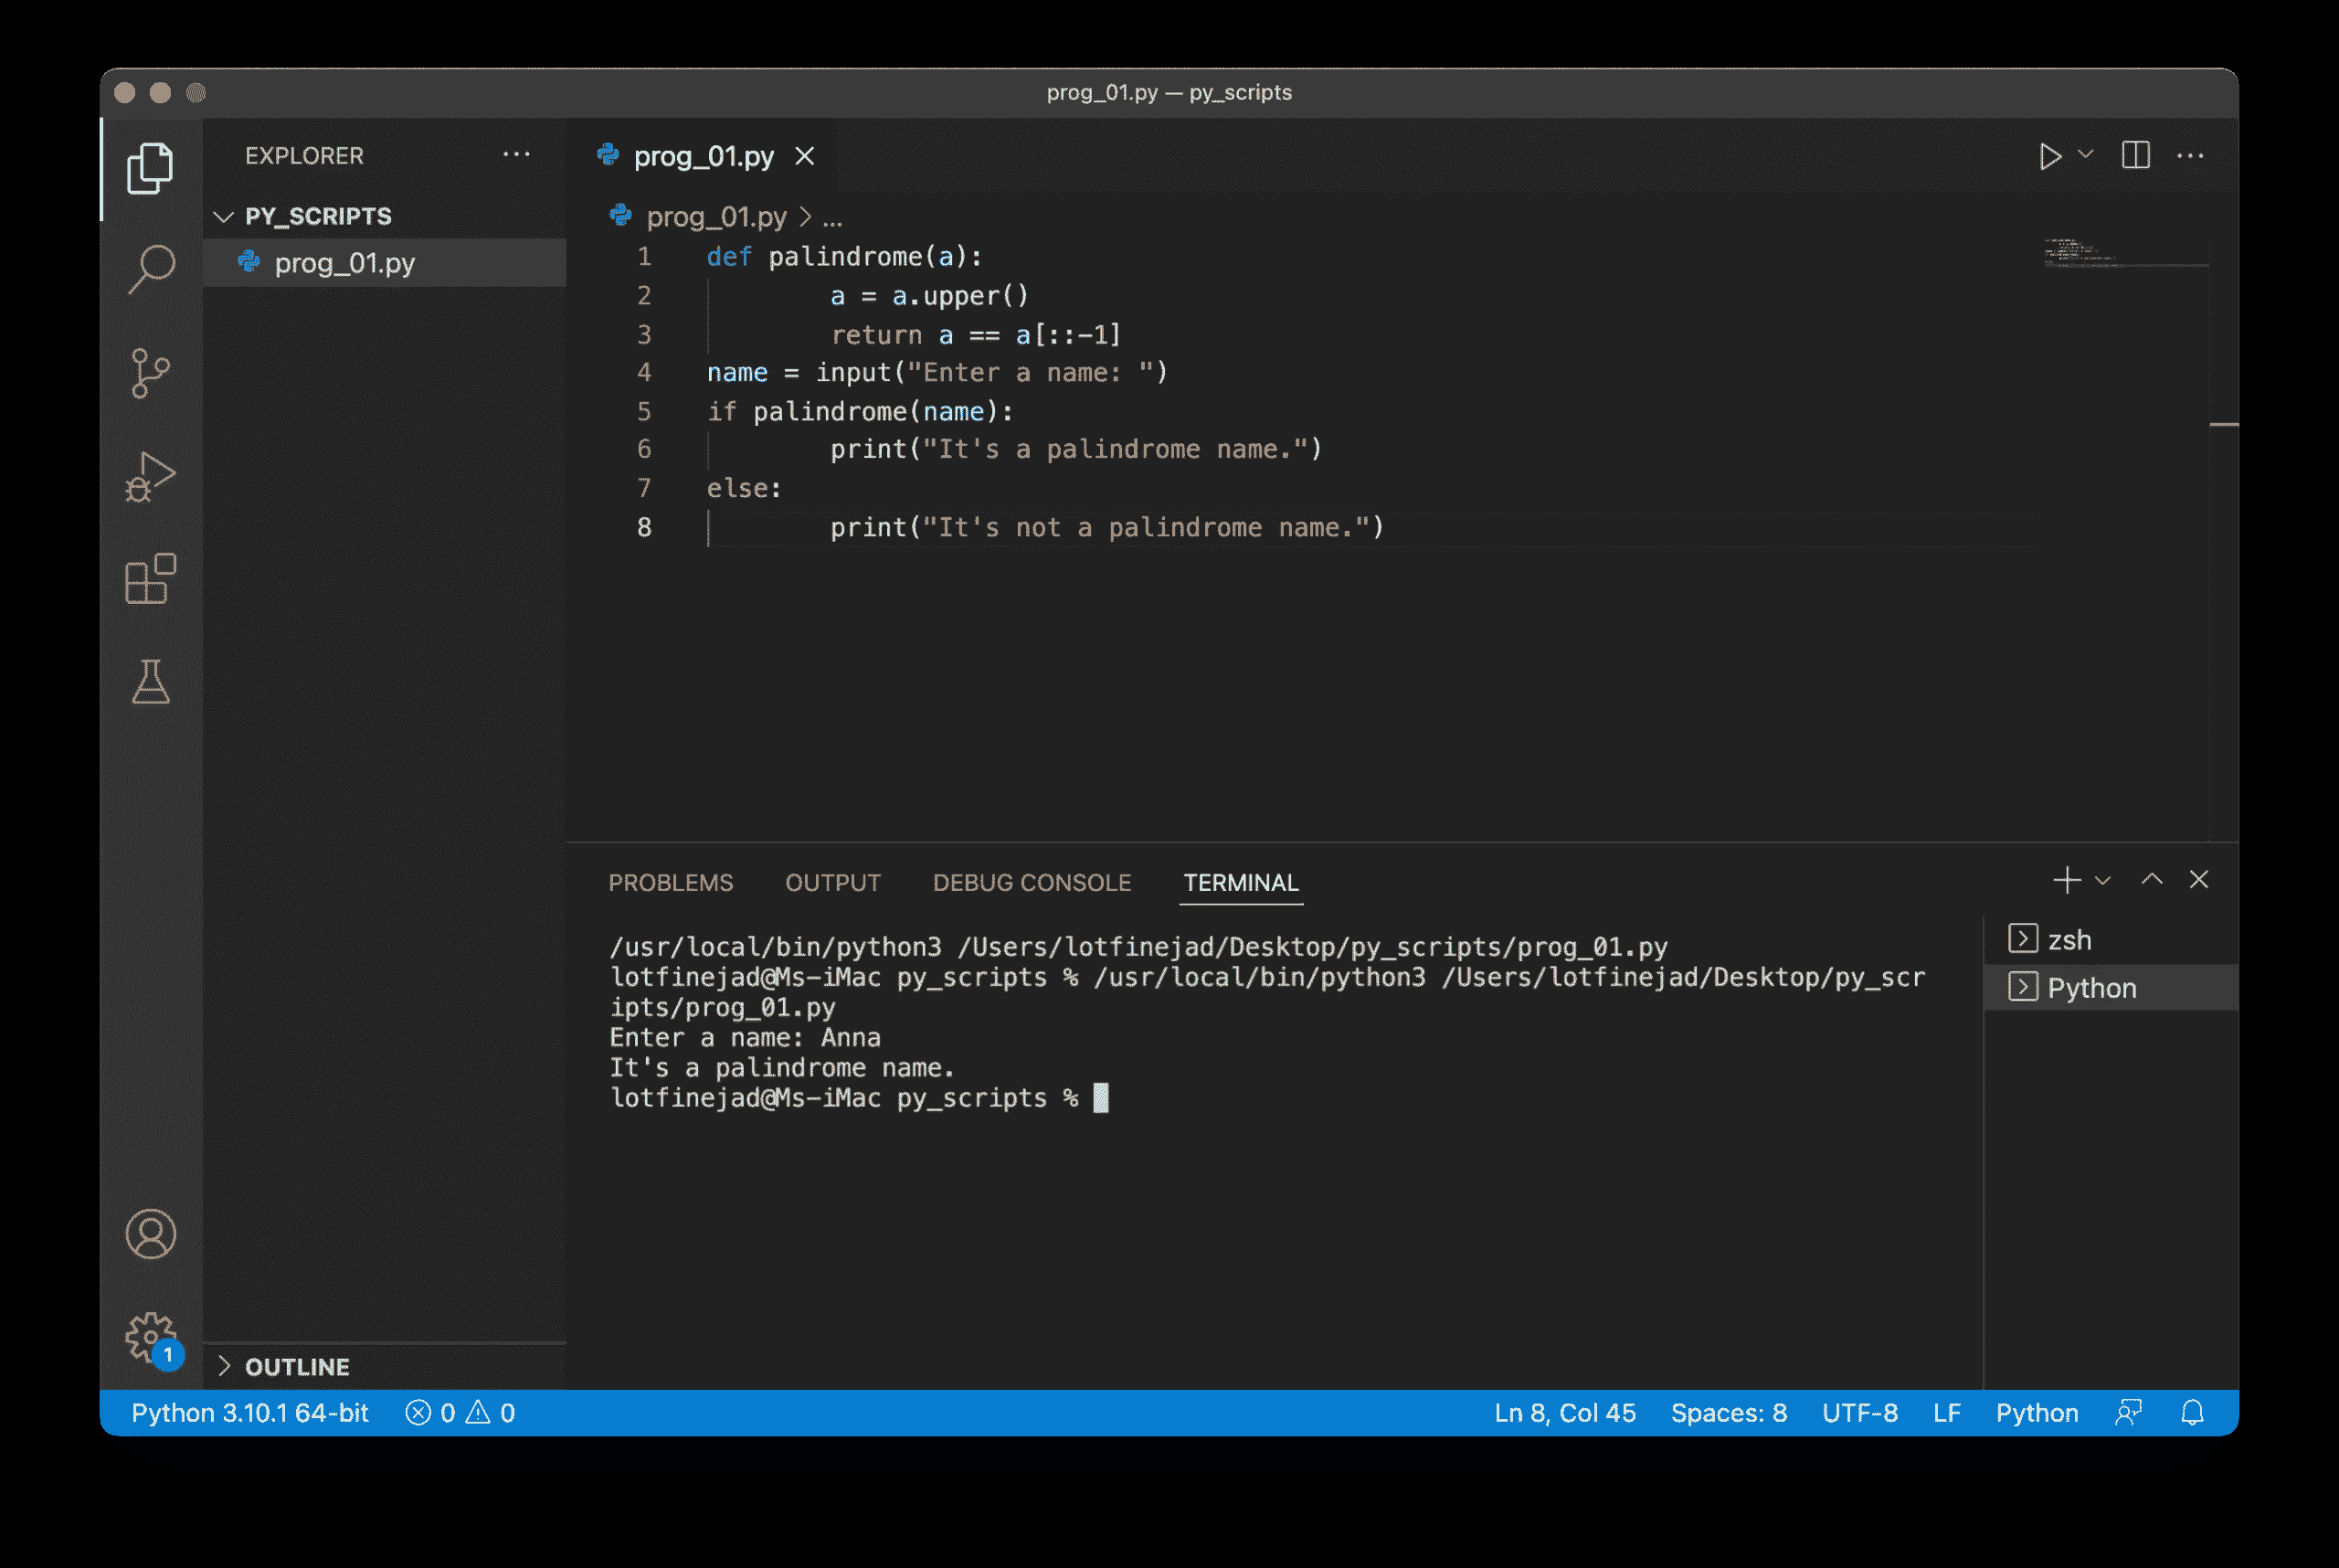 prog_01.py — py_scripts
EXPLORER
PY_SCRIPTS
prog_01.py
OUTLINE
prog_01.py
prog_01.py > ...
1 def palindrome(a):
2         a = a.upper()
3         return a == a[::-1]
4 name = input("Enter a name: ")
5 if palindrome(name):
6         print("It's a palindrome name.")
7 else:
8         print("It's not a palindrome name.")
PROBLEMS OUTPUT DEBUG CONSOLE TERMINAL
/usr/local/bin/python3 /Users/lotfinejad/Desktop/py_scripts/prog_01.py
lotfinejad@Ms-iMac py_scripts % /usr/local/bin/python3 /Users/lotfinejad/Desktop/py_scr
ipts/prog_01.py
Enter a name: Anna
It's a palindrome name.
lotfinejad@Ms-iMac py_scripts %
zsh
Python
1
Python 3.10.1 64-bit 0 0 Ln 8, Col 45 Spaces: 8 UTF-8 LF Python